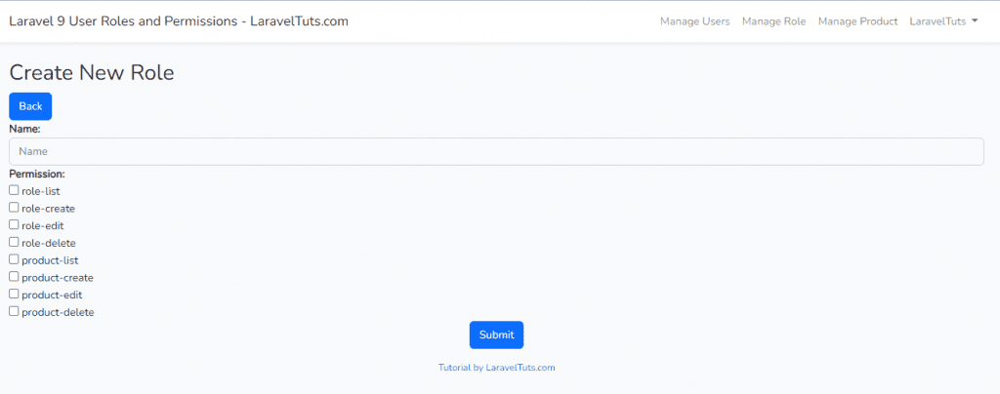 Laravel 9 User Roles and Permissions - LaravelTuts.com Manage Users Manage Role Manage Product LaravelTuts
Create New Role
Back
Name:
Name
Permission:
role-list
role-create
role-edit
role-delete
product-list
product-create
product-edit
product-delete
Submit
Tutorial by LaravelTuts.com